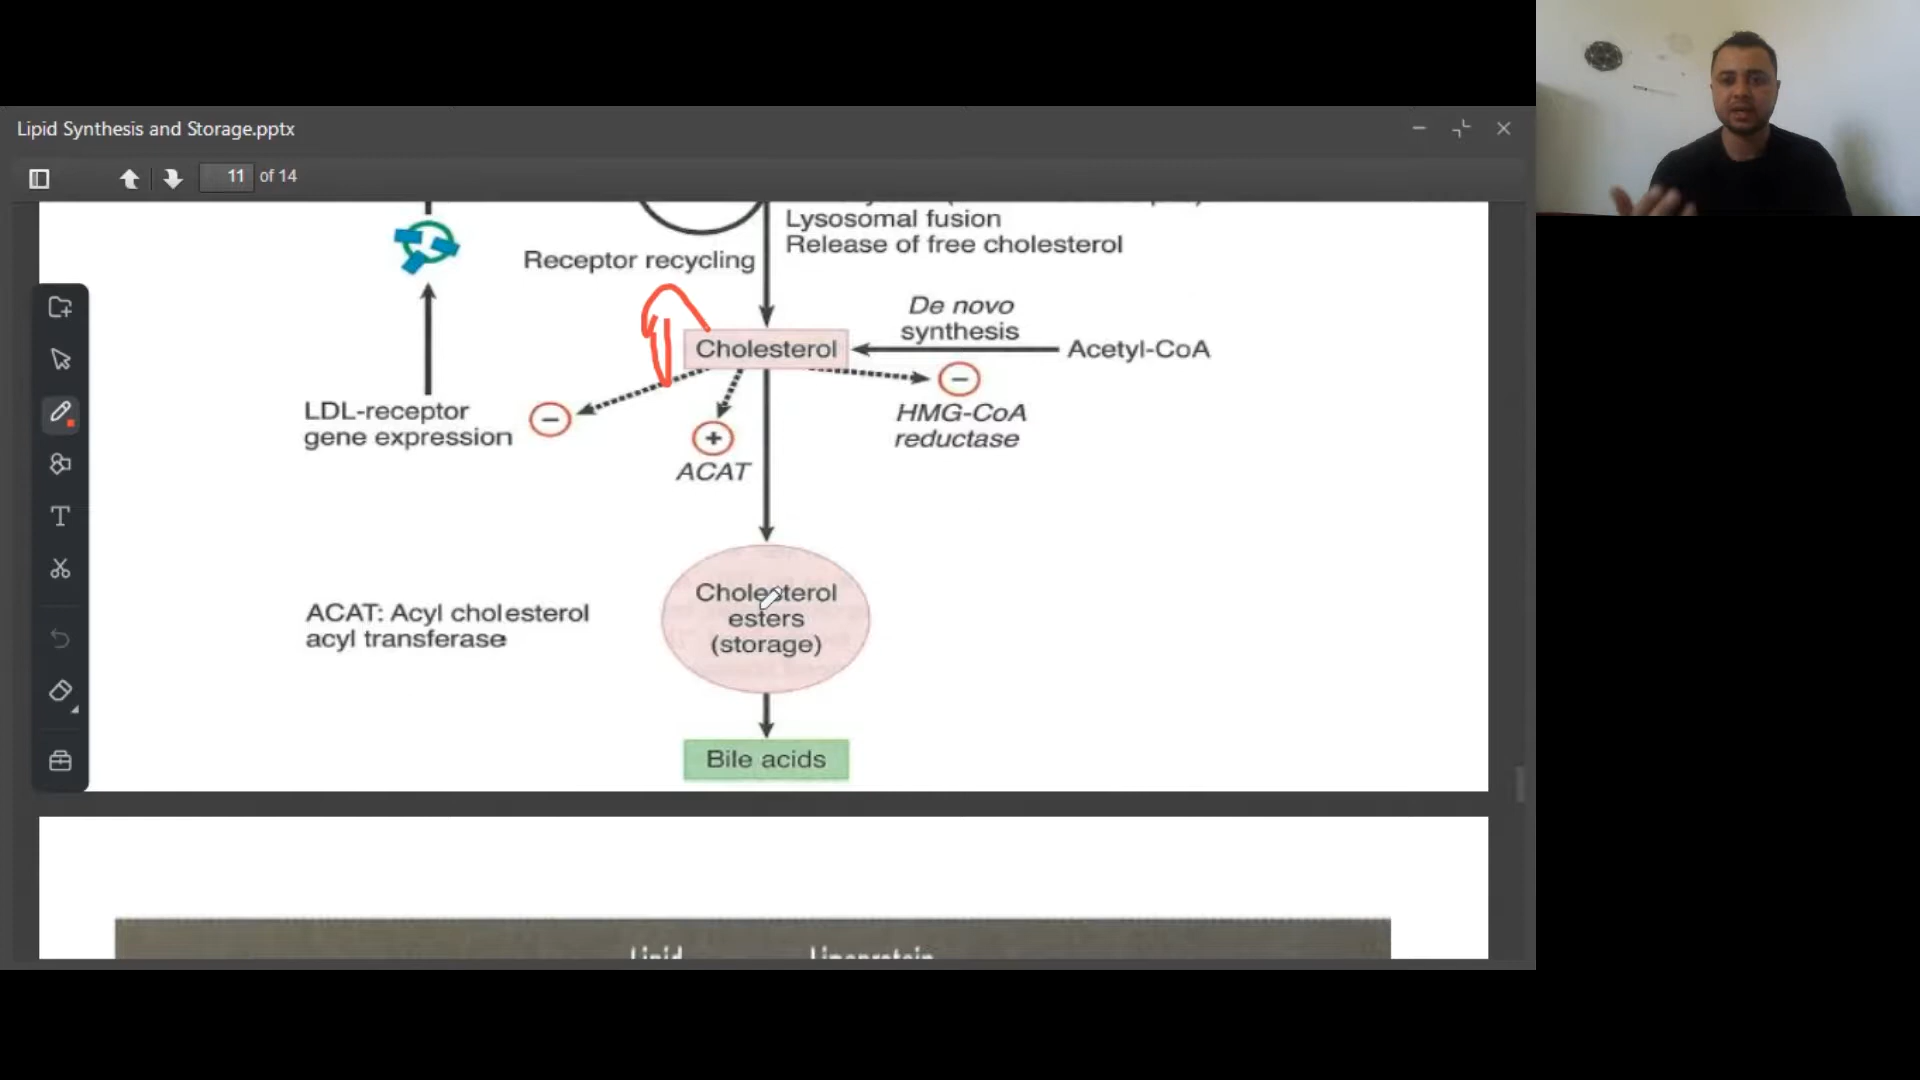 Lipid Synthesis and Storage.pptx
11 of 14
Lysosomal fusion
Release of free cholesterol
Receptor recycling
De novo
synthesis
Cholesterol
Acetyl-CoA
LDL-receptor
gene expression
HMG-CoA
reductase
ACAT
Cholesterol
esters
(storage)
ACAT: Acyl cholesterol
acyl transferase
Bile acids
Lipid Lipoprotein